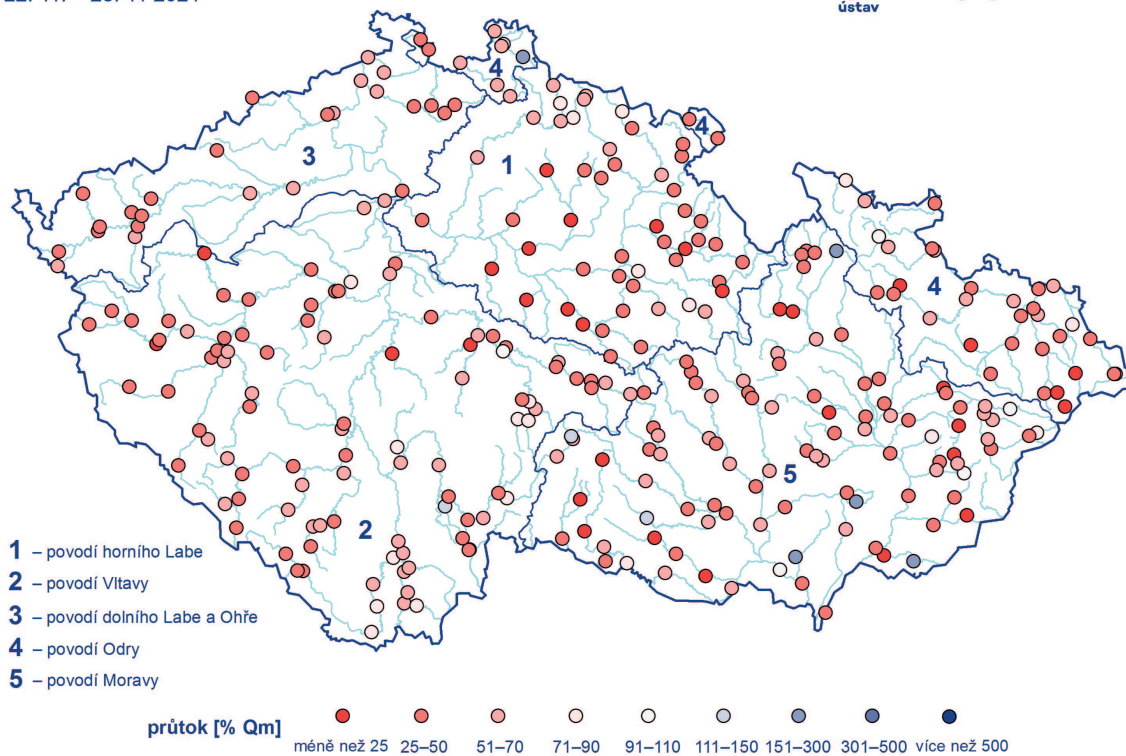 ústav
4
4
3
1
4
5
2
1 – povodí horního Labe
2 – povodí Vltavy
3 – povodí dolního Labe a Ohře
4 – povodí Odry
5 – povodí Moravy
průtok [% Qm]
méně než 25 25–50 51–70 71–90 91–110 111–150 151–300 301–500 více než 500